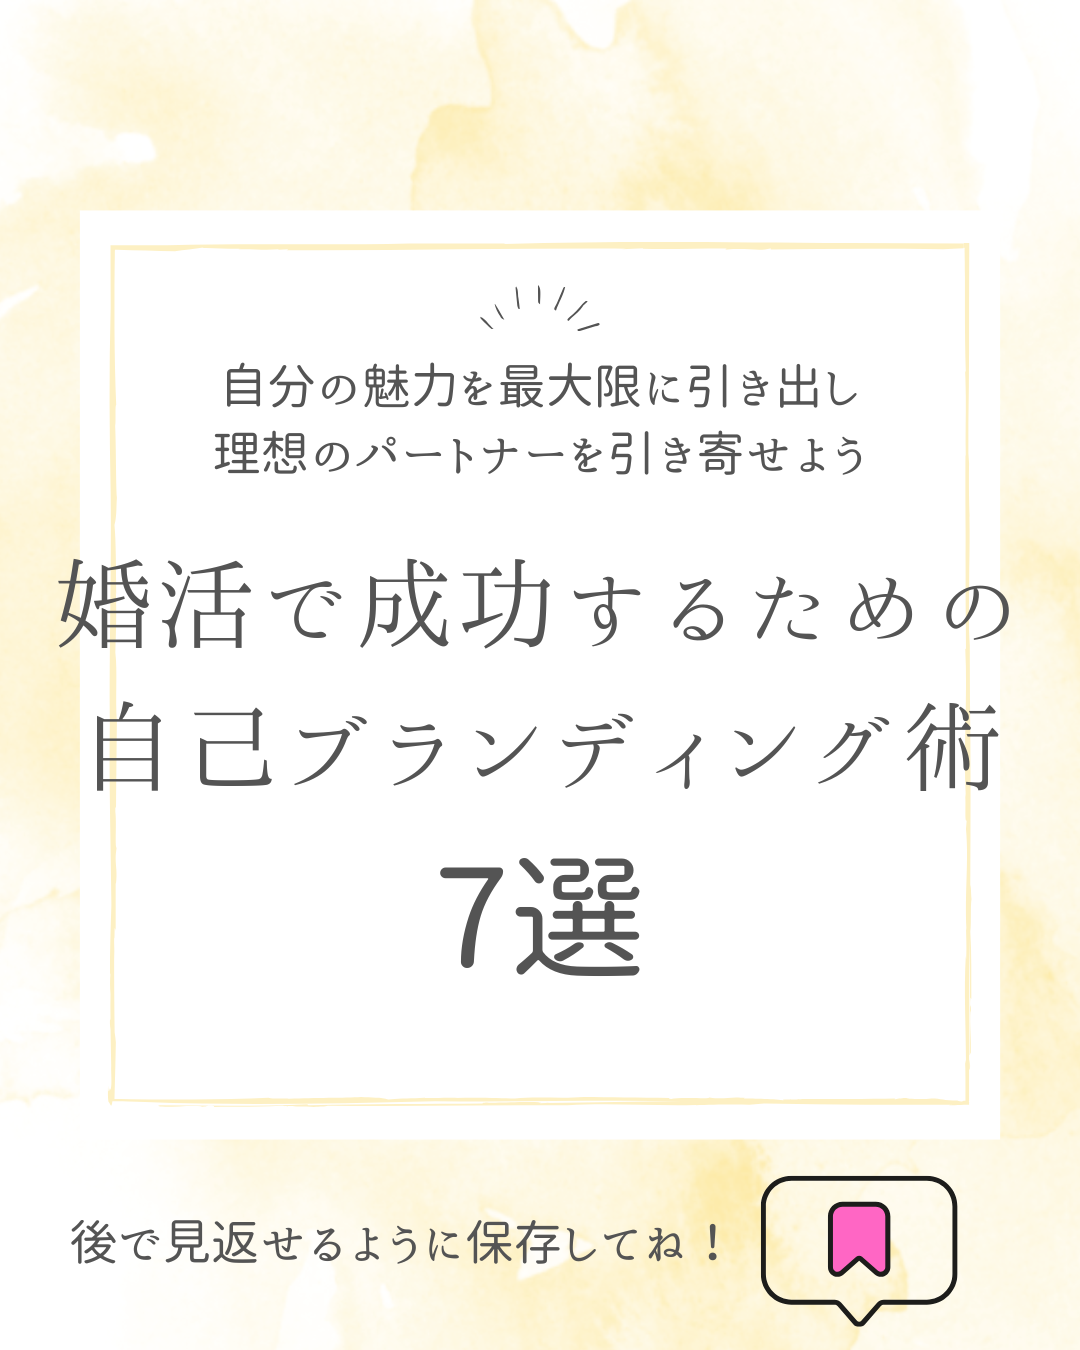 自分の魅力を最大限に引き出し
理想のパートナーを引き寄せよう
婚活で成功するための
自己ブランディング術
7選
後で見返せるように保存してね！